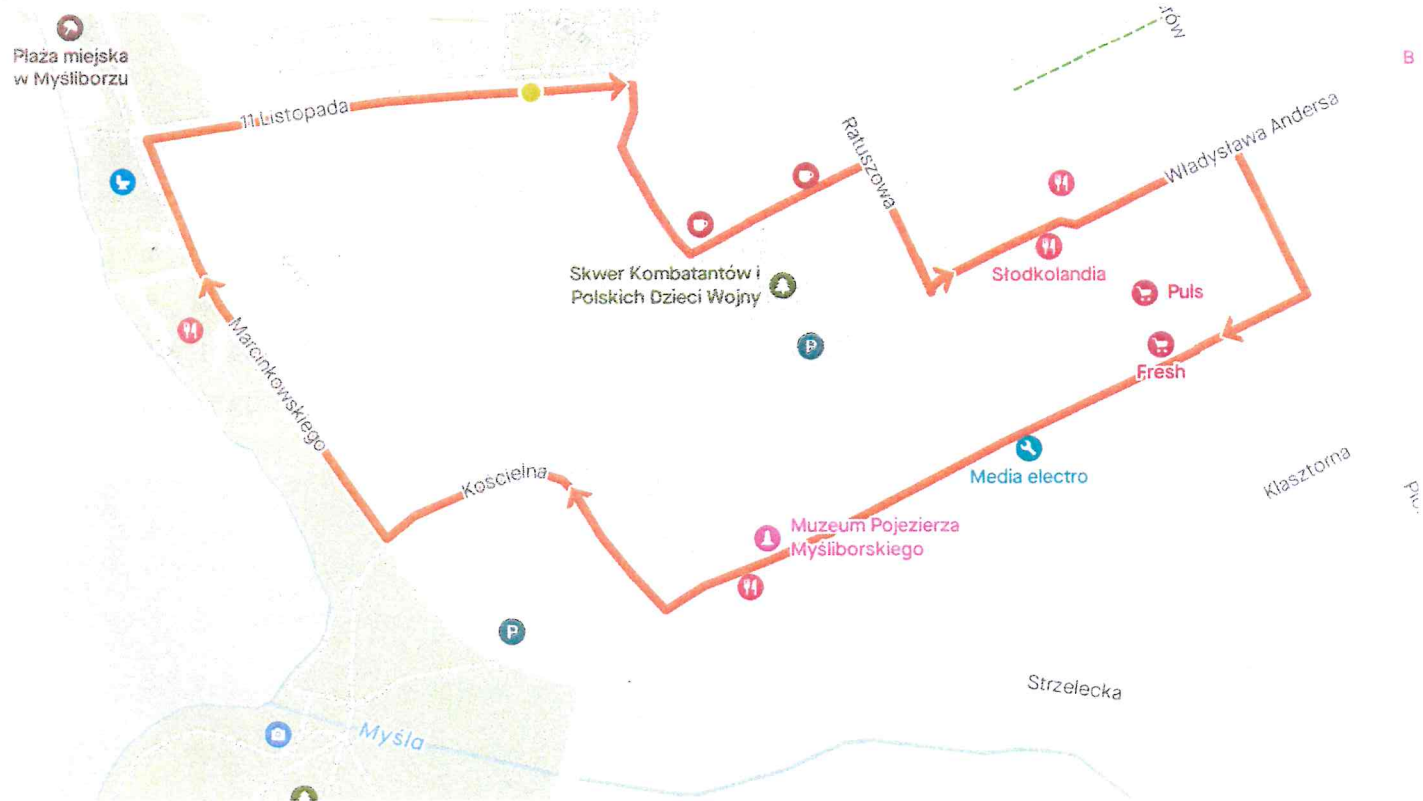 Plaża miejska
w Myśliborzu
B
11 Listopada
Ratuszowa
Władysława Andersa
Skwer Kombatantów i
Polskich Dzieci Wojny
Słodkolandia
Puls
P
Fresh
Marcinkowskiego
Kościelna
Media electro
Klasztorna
Muzeum Pojezierza
Myśliborskiego
P
Strzelecka
Myśla